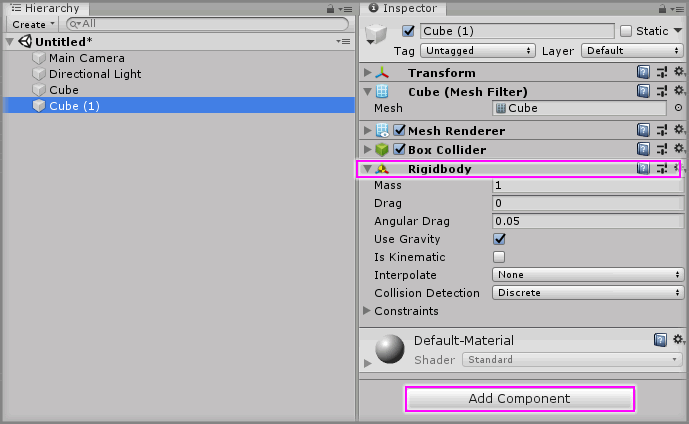 Hierarchy
Create
All
Untitled*
Main Camera
Directional Light
Cube
Cube (1)
Inspector
Cube (1)
Static
Tag Untagged Layer Default
Transform
Cube (Mesh Filter)
Mesh Cube
Mesh Renderer
Box Collider
Rigidbody
Mass 1
Drag 0
Angular Drag 0.05
Use Gravity
Is Kinematic
Interpolate None
Collision Detection Discrete
Constraints
Default-Material
Shader Standard
Add Component